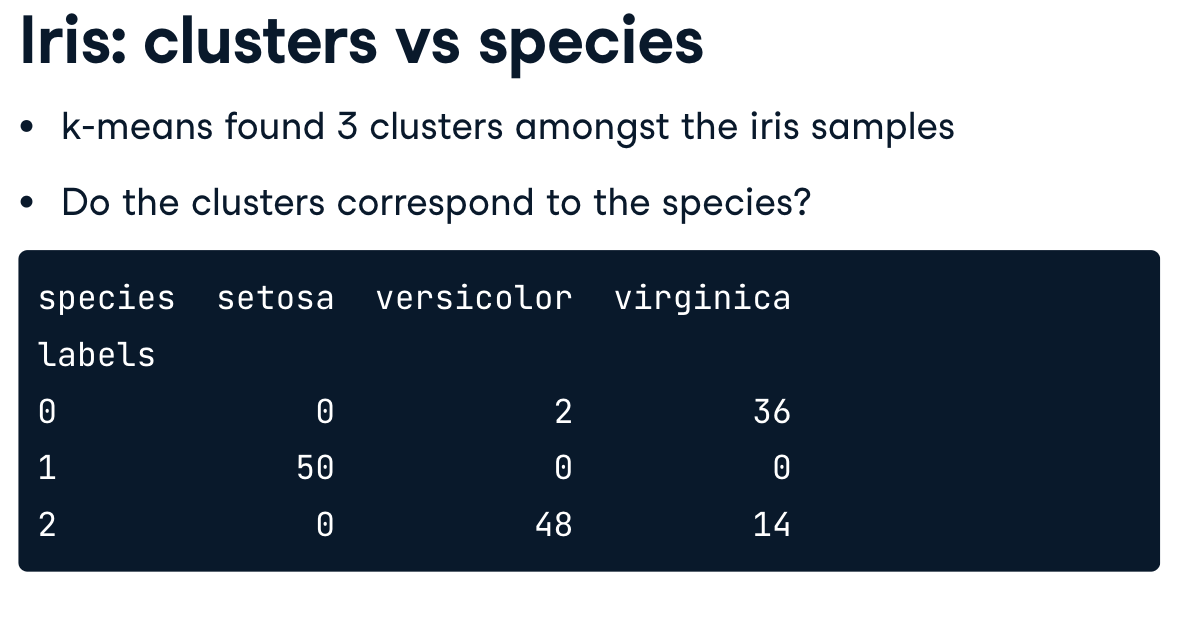 Iris: clusters vs species
• k-means found 3 clusters amongst the iris samples
• Do the clusters correspond to the species?
species  setosa  versicolor  virginica
labels
0             0           2         36
1            50           0          0
2             0          48         14